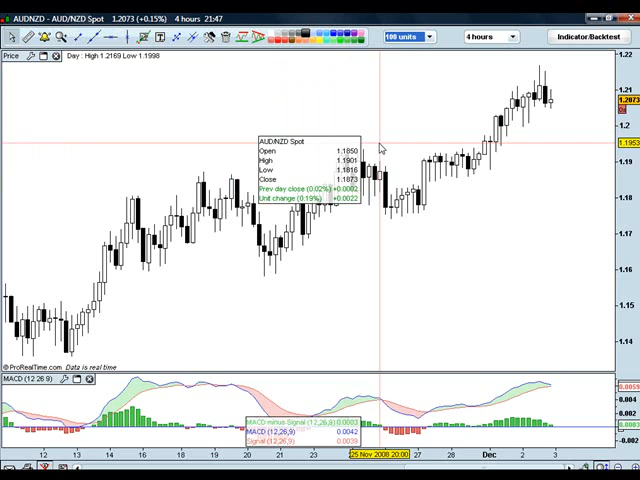 AUDNZD - AUD/NZD Spot 1.2073 (+0.15%) 4 hours 21:47
100 units
4 hours
Indicator/Backtest
Price
Day : High 1.2169 Low 1.1998
1.22
1.2073
1.2
1.1953
1.19
1.18
1.17
1.16
1.15
1.14
AUD/NZD Spot
Open 1.1850
High 1.1901
Low 1.1816
Close 1.1873
Prev day close (0.02%) +0.0002
Unit change (0.19%) +0.0022
© ProRealTime.com Data is real time
MACD (12 26 9)
0.0059
0.004
0.002
0.0003
-0.002
MACD minus Signal (12,26,9) 0.0003
MACD (12,26,9) 0.0042
Signal (12,26,9) 0.0039
12 13 14 16 17 18 19 20 21 23 25 Nov 2008 20:00 26 27 28 Dec 2 3